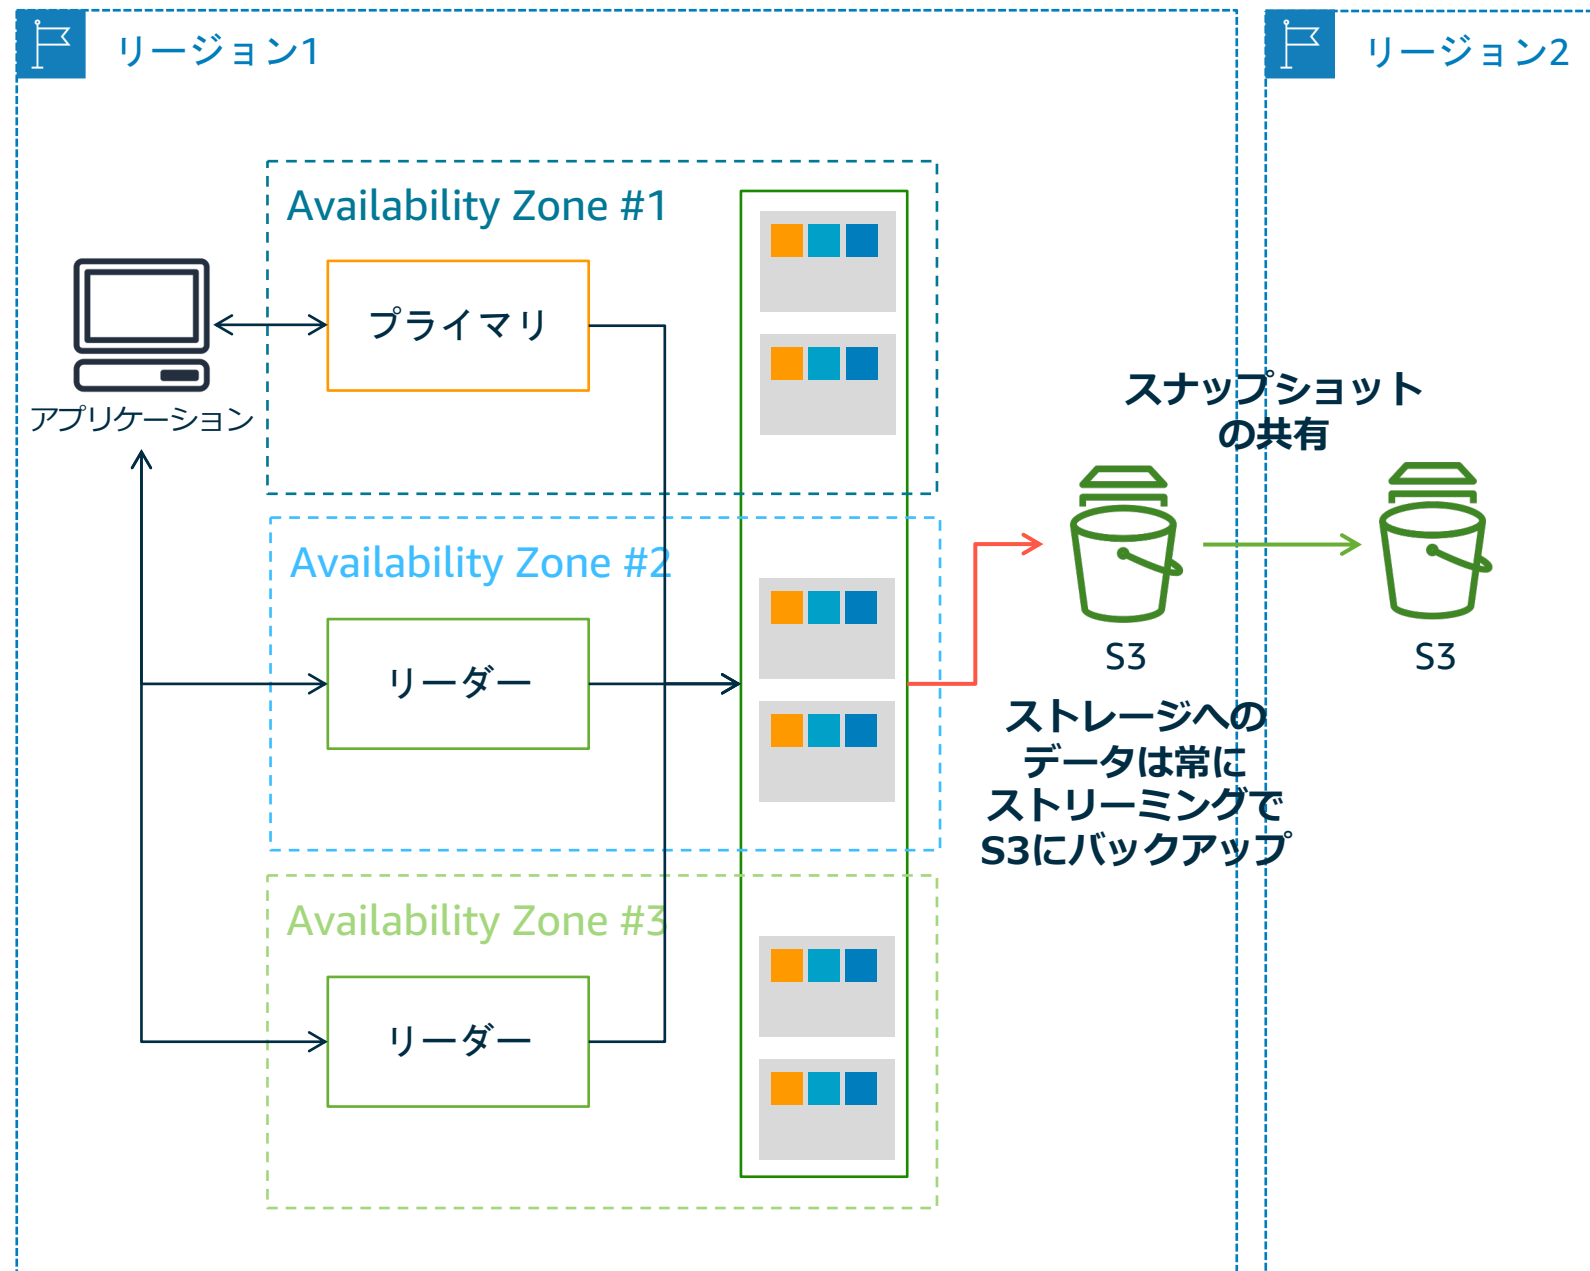 リージョン1
リージョン2
Availability Zone #1
プライマリ
アプリケーション
スナップショット
の共有
Availability Zone #2
リーダー
S3
S3
ストレージへの
データは常に
ストリーミングで
S3にバックアップ
Availability Zone #3
リーダー